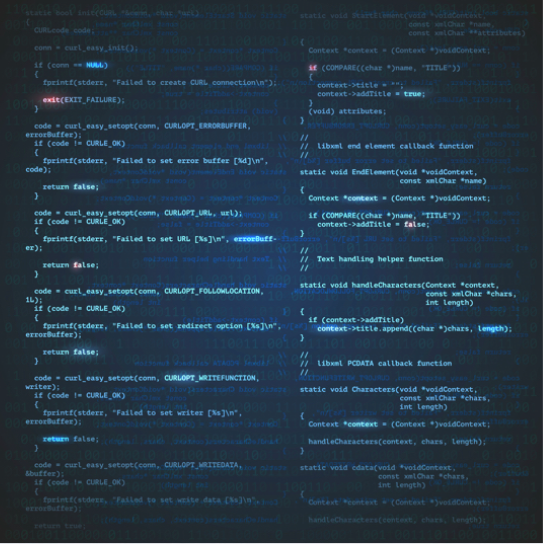 static bool init(CURL *&conn, char *url)
{
CURLcode code;
conn = curl_easy_init();
if (conn == NULL)
{
fprintf(stderr, "Failed to create CURL connection\n");
exit(EXIT_FAILURE);
}
code = curl_easy_setopt(conn, CURLOPT_ERRORBUFFER,
errorBuffer);
if (code != CURLE_OK)
{
fprintf(stderr, "Failed to set error buffer [%d]\n",
code);
return false;
}
code = curl_easy_setopt(conn, CURLOPT_URL, url);
if (code != CURLE_OK)
{
fprintf(stderr, "Failed to set URL [%s]\n", errorBuff-
er);
return false;
}
code = curl_easy_setopt(conn, CURLOPT_FOLLOWLOCATION,
1L);
if (code != CURLE_OK)
{
fprintf(stderr, "Failed to set redirect option [%s]\n",
errorBuffer);
return false;
}
code = curl_easy_setopt(conn, CURLOPT_WRITEFUNCTION,
writer);
if (code != CURLE_OK)
{
fprintf(stderr, "Failed to set writer [%s]\n",
errorBuffer);
return false;
}
code = curl_easy_setopt(conn, CURLOPT_WRITEDATA,
&buffer);
if (code != CURLE_OK)
{
fprintf(stderr, "Failed to set write data [%s]\n",
errorBuffer);
return true;
static void StartElement(void *voidContext,
const xmlChar *name,
const xmlChar **attributes)
{
Context *context = (Context *)voidContext;
if (COMPARE((char *)name, "TITLE"))
{
context->title = "";
context->addTitle = true;
}
(void) attributes;
}
//
// libxml end element callback function
//
static void EndElement(void *voidContext,
const xmlChar *name)
{
Context *context = (Context *)voidContext;
if (COMPARE((char *)name, "TITLE"))
context->addTitle = false;
}
//
// Text handling helper function
//
static void handleCharacters(Context *context,
const xmlChar *chars,
int length)
{
if (context->addTitle)
context->title.append((char *)chars, length);
}
//
// libxml PCDATA callback function
//
static void Characters(void *voidContext,
const xmlChar *chars,
int length)
{
Context *context = (Context *)voidContext;
handleCharacters(context, chars, length);
}
static void cdata(void *voidContext,
const xmlChar *chars,
int length)
{
Context *context = (Context *)voidContext;
handleCharacters(context, chars, length);